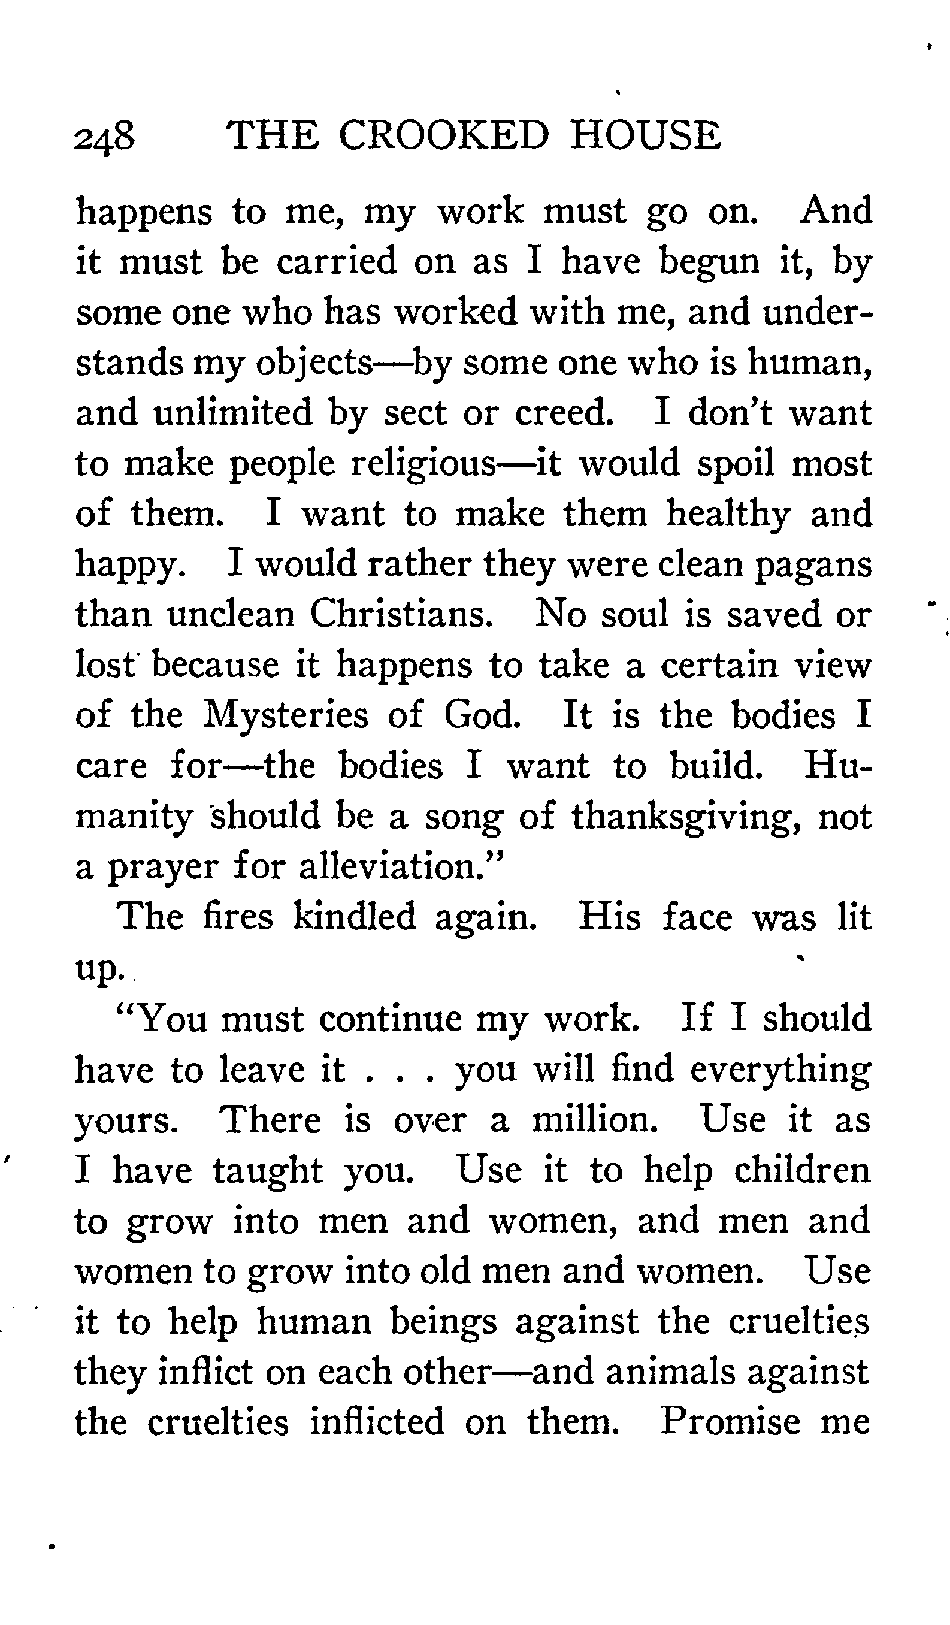 248 THE CROOKED HOUSE
happens to me, my work must go on. And
it must be carried on as I have begun it, by
some one who has worked with me, and under-
stands my objects—by some one who is human,
and unlimited by sect or creed. I don't want
to make people religious—it would spoil most
of them. I want to make them healthy and
happy. I would rather they were clean pagans
than unclean Christians. No soul is saved or
lost because it happens to take a certain view
of the Mysteries of God. It is the bodies I
care for—the bodies I want to build. Hu-
manity should be a song of thanksgiving, not
a prayer for alleviation."
The fires kindled again. His face was lit
up.
"You must continue my work. If I should
have to leave it . . . you will find everything
yours. There is over a million. Use it as
I have taught you. Use it to help children
to grow into men and women, and men and
women to grow into old men and women. Use
it to help human beings against the cruelties
they inflict on each other—and animals against
the cruelties inflicted on them. Promise me